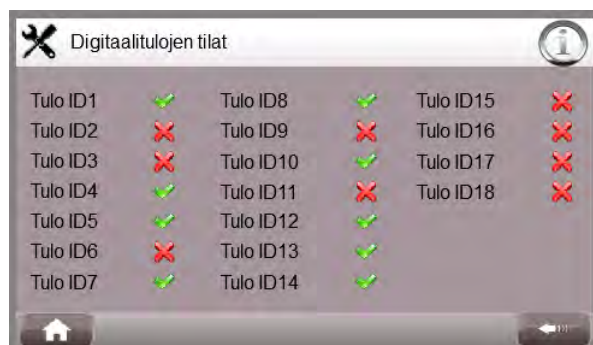 Digitaalitulojen tilat
Tulo ID1
Tulo ID2
Tulo ID3
Tulo ID4
Tulo ID5
Tulo ID6
Tulo ID7
Tulo ID8
Tulo ID9
Tulo ID10
Tulo ID11
Tulo ID12
Tulo ID13
Tulo ID14
Tulo ID15
Tulo ID16
Tulo ID17
Tulo ID18